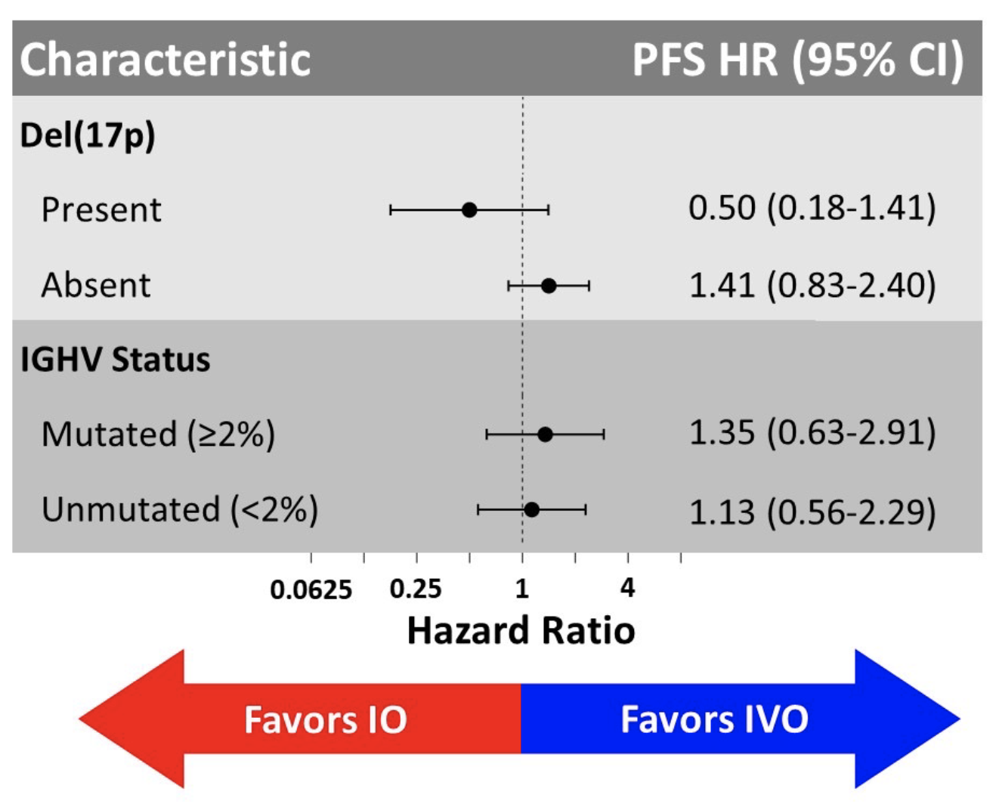 Characteristic PFS HR (95% CI)
Del(17p)
Present 0.50 (0.18-1.41)
Absent 1.41 (0.83-2.40)
IGHV Status
Mutated (≥2%) 1.35 (0.63-2.91)
Unmutated (<2%) 1.13 (0.56-2.29)
0.0625 0.25 1 4
Hazard Ratio
Favors IO Favors IVO